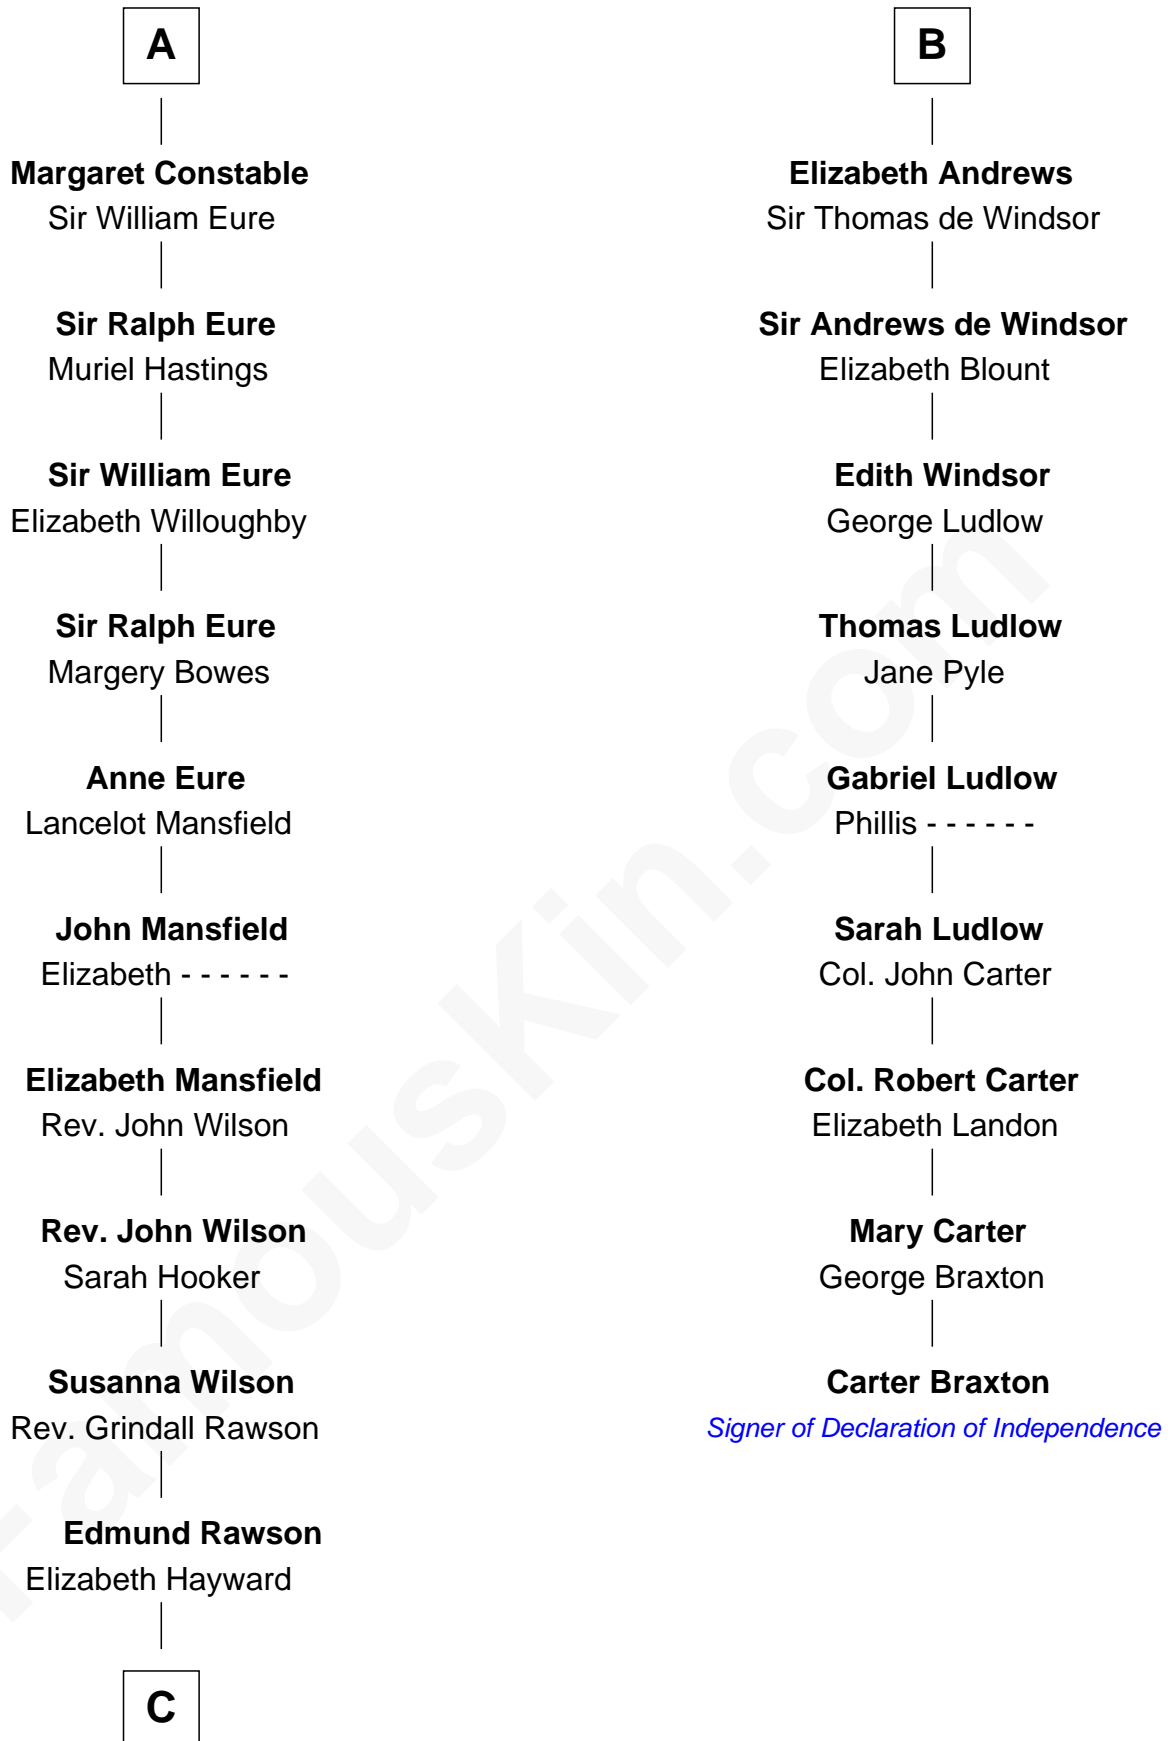 A
Margaret Constable
Sir William Eure
Sir Ralph Eure
Muriel Hastings
Sir William Eure
Elizabeth Willoughby
Sir Ralph Eure
Margery Bowes
Anne Eure
Lancelot Mansfield
John Mansfield
Elizabeth - - - - - -
Elizabeth Mansfield
Rev. John Wilson
Rev. John Wilson
Sarah Hooker
Susanna Wilson
Rev. Grindall Rawson
Edmund Rawson
Elizabeth Hayward
C
B
Elizabeth Andrews
Sir Thomas de Windsor
Sir Andrews de Windsor
Elizabeth Blount
Edith Windsor
George Ludlow
Thomas Ludlow
Jane Pyle
Gabriel Ludlow
Phillis - - - - - -
Sarah Ludlow
Col. John Carter
Col. Robert Carter
Elizabeth Landon
Mary Carter
George Braxton
Carter Braxton
Signer of Declaration of Independence
FamousKin.com